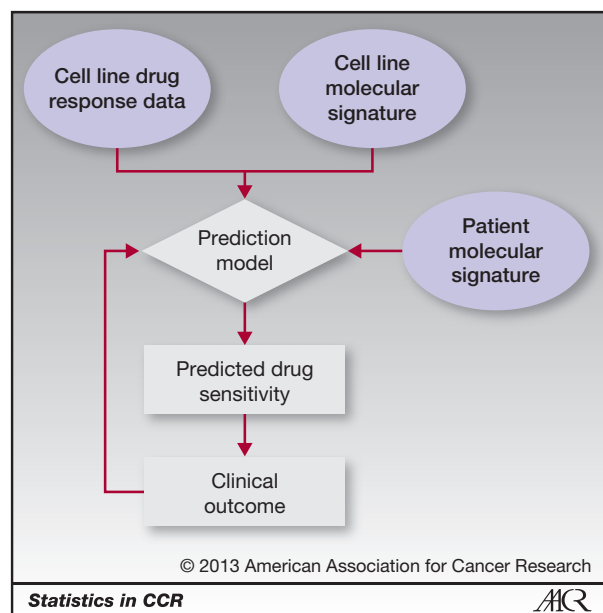 Cell line drug
response data
Cell line
molecular
signature
Prediction
model
Patient
molecular
signature
Predicted drug
sensitivity
Clinical
outcome
© 2013 American Association for Cancer Research
Statistics in CCR
AACR